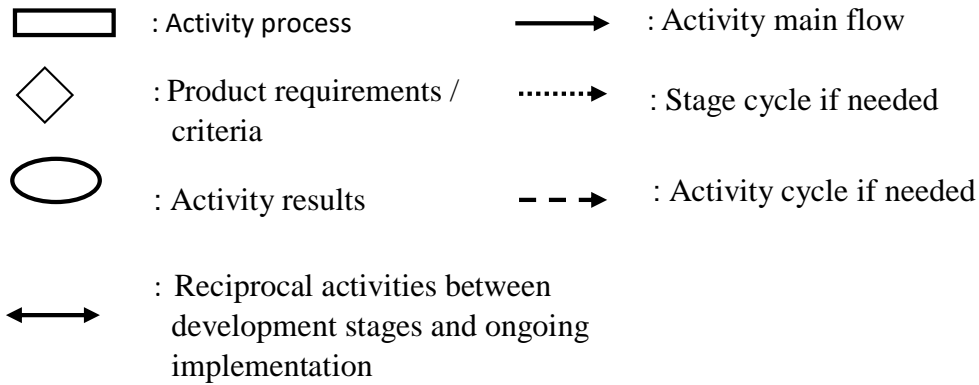 : Activity process
: Product requirements /
criteria
: Activity results
: Reciprocal activities between
development stages and ongoing
implementation
: Activity main flow
: Stage cycle if needed
: Activity cycle if needed